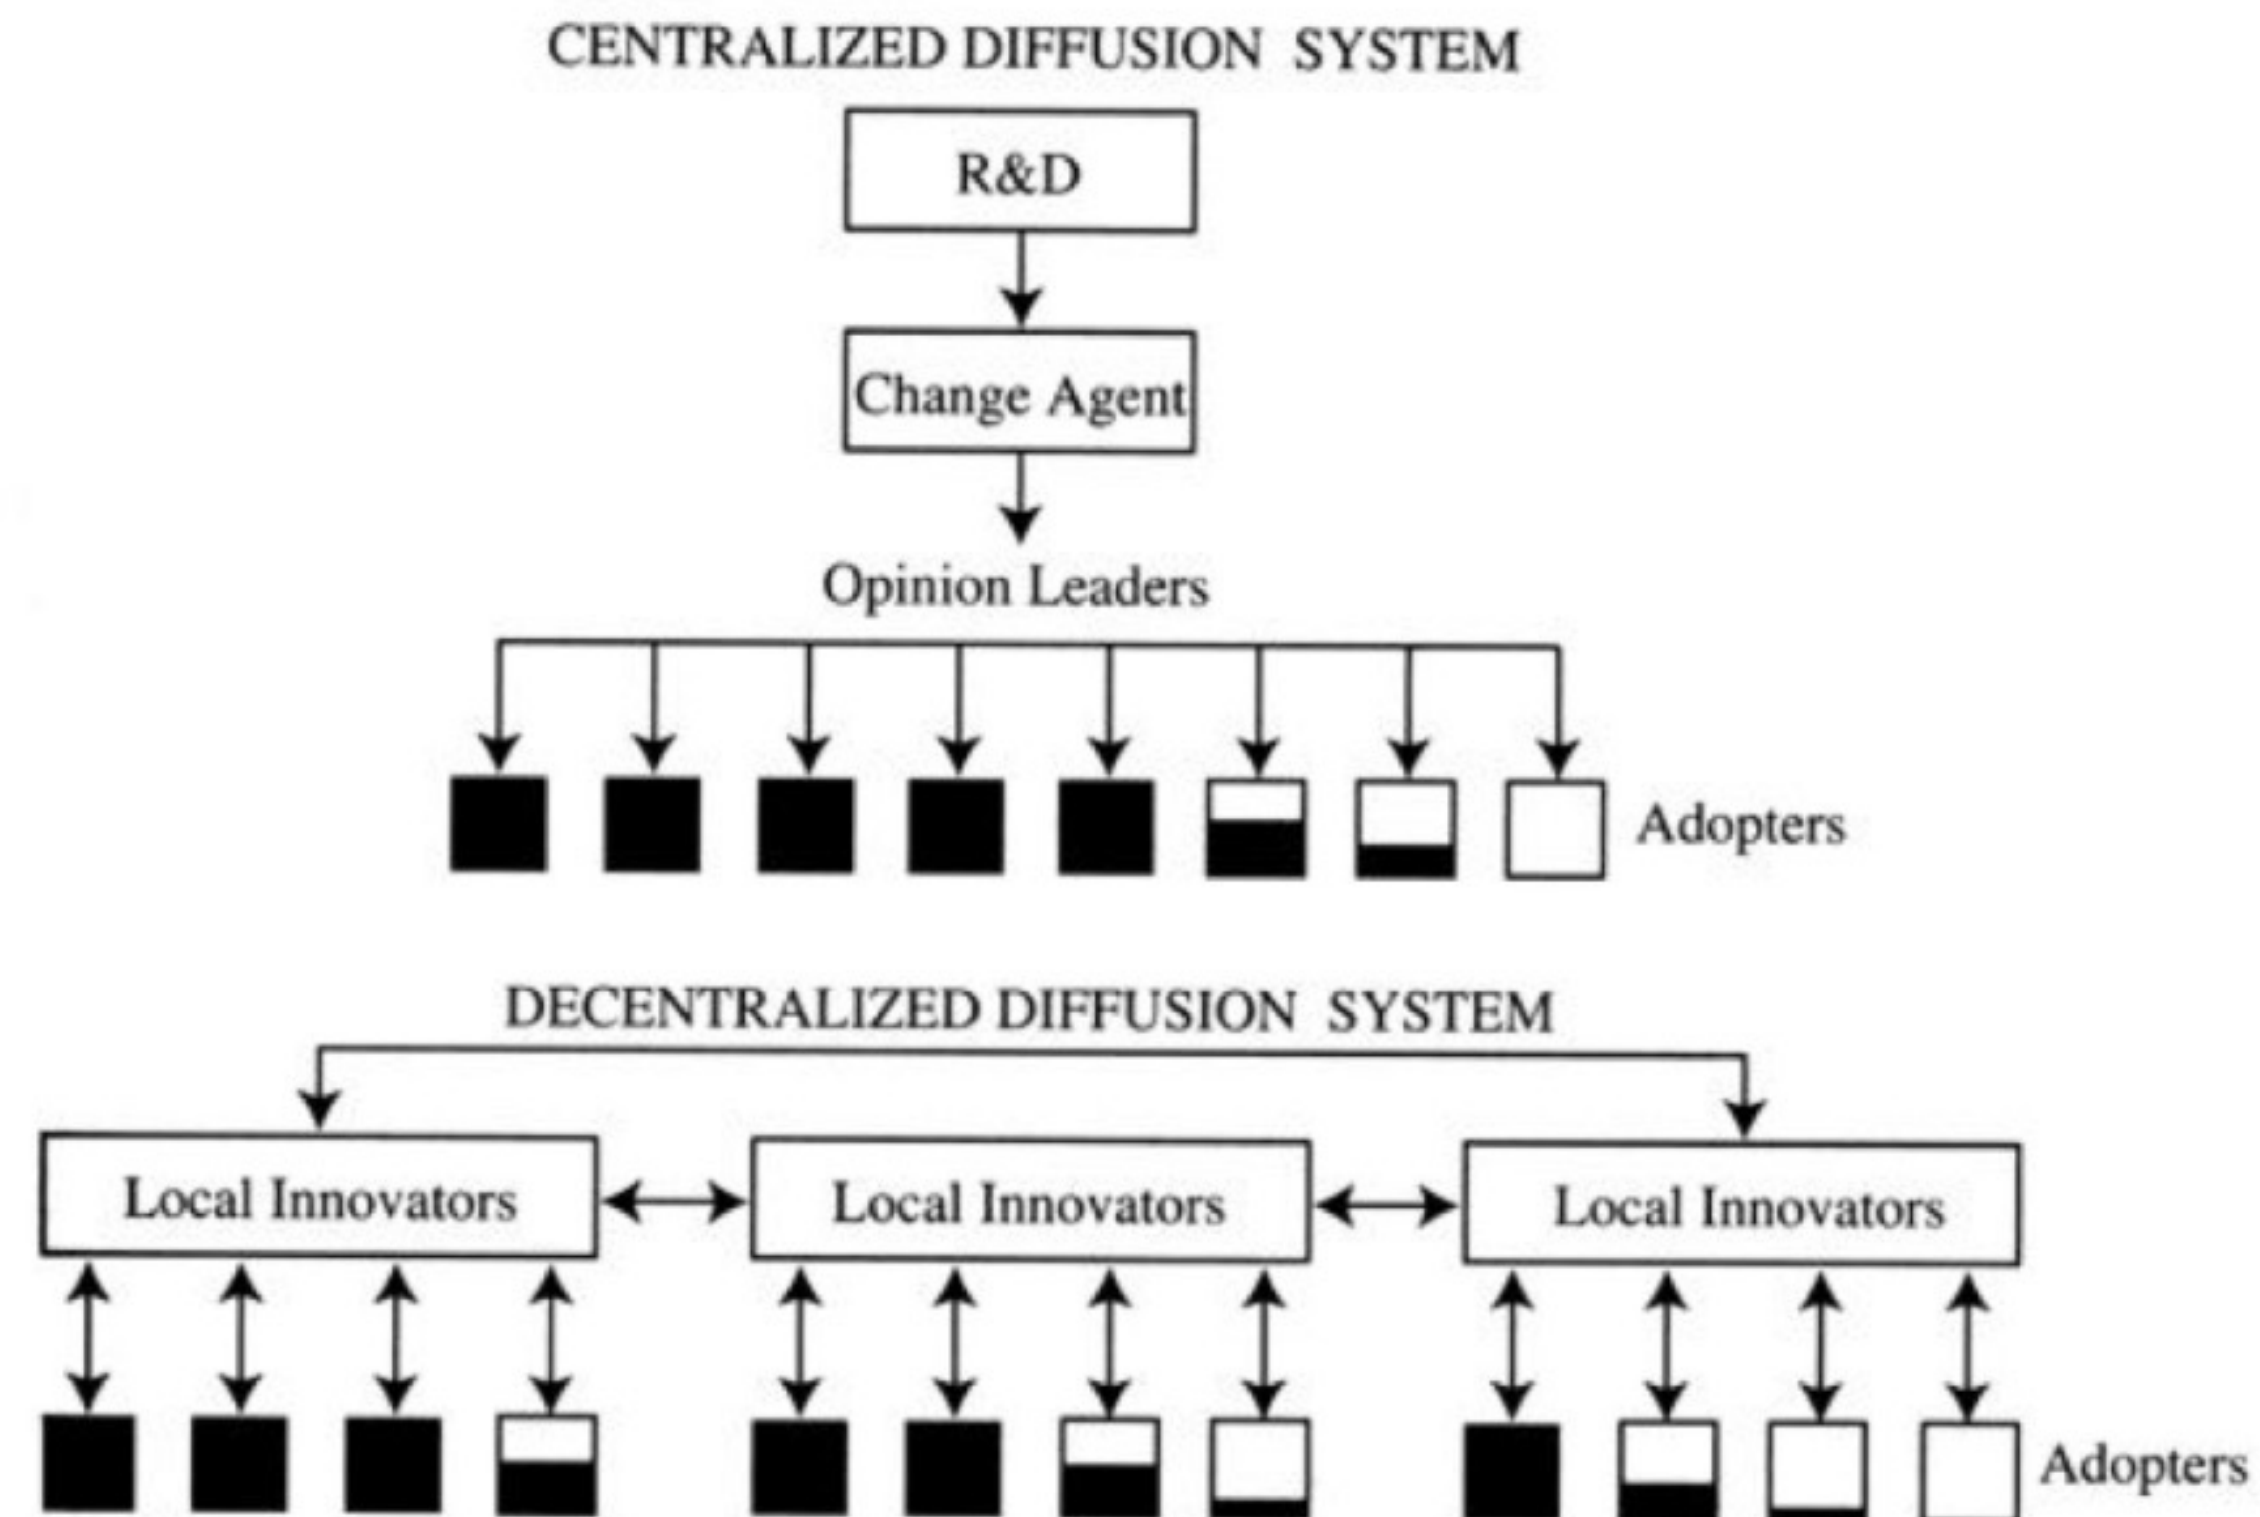 CENTRALIZED DIFFUSION SYSTEM
R&D
Change Agent
Opinion Leaders
Adopters
DECENTRALIZED DIFFUSION SYSTEM
Local Innovators
Local Innovators
Local Innovators
Adopters